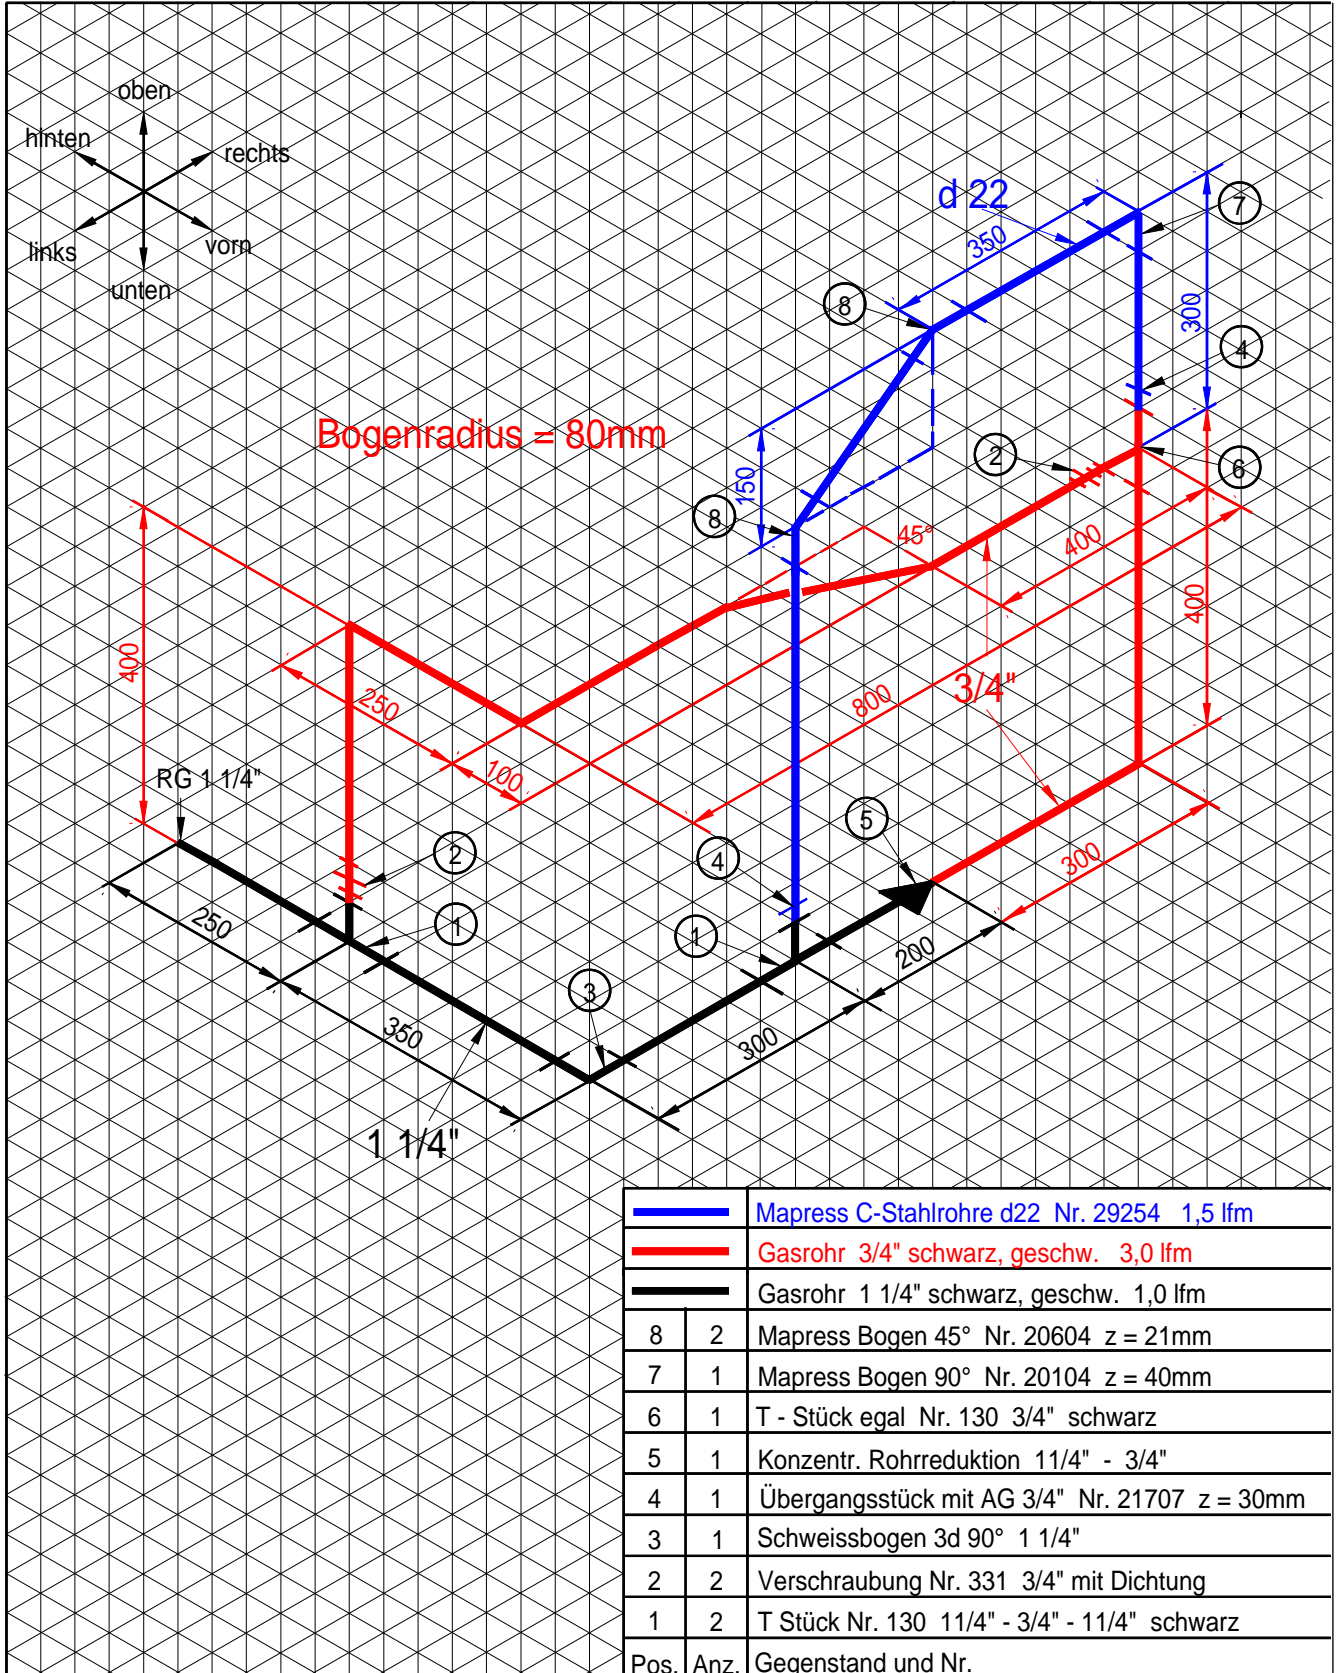 oben
hinten
rechts
links
vorn
unten
d 22
350
7
8
300
4
Bogenradius = 80mm
2
6
150
8
45°
400
400
400
250
800
3/4"
100
RG 1 1/4"
5
2
4
300
1
1
250
200
3
350
300
1 1/4"
Mapress C-Stahlrohre d22 Nr. 29254 1,5 lfm
Gasrohr 3/4" schwarz, geschw. 3,0 lfm
Gasrohr 1 1/4" schwarz, geschw. 1,0 lfm
8 2 Mapress Bogen 45° Nr. 20604 z = 21mm
7 1 Mapress Bogen 90° Nr. 20104 z = 40mm
6 1 T - Stück egal Nr. 130 3/4" schwarz
5 1 Konzentr. Rohrreduktion 11/4" - 3/4"
4 1 Übergangsstück mit AG 3/4" Nr. 21707 z = 30mm
3 1 Schweissbogen 3d 90° 1 1/4"
2 2 Verschraubung Nr. 331 3/4" mit Dichtung
1 2 T Stück Nr. 130 11/4" - 3/4" - 11/4" schwarz
Pos. Anz. Gegenstand und Nr.